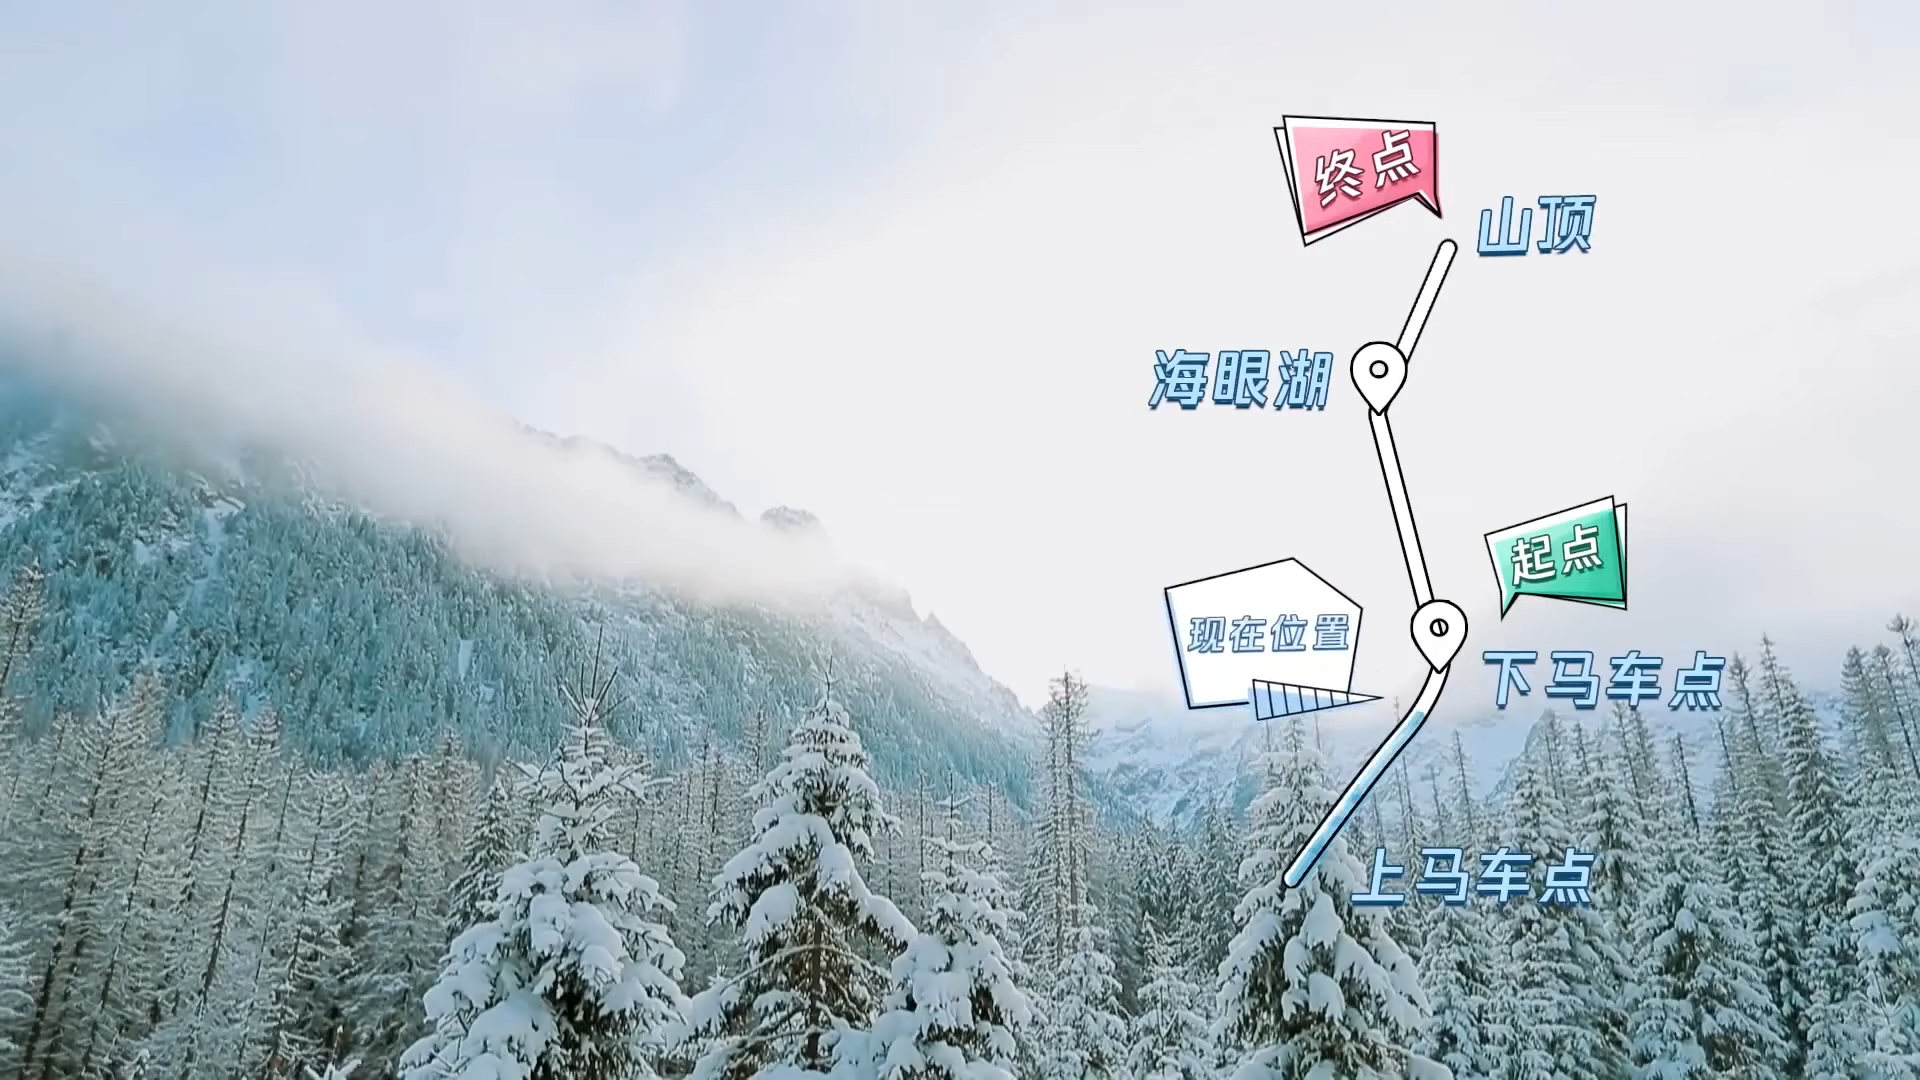 终点
山顶
海眼湖
起点
现在位置
下马车点
上马车点